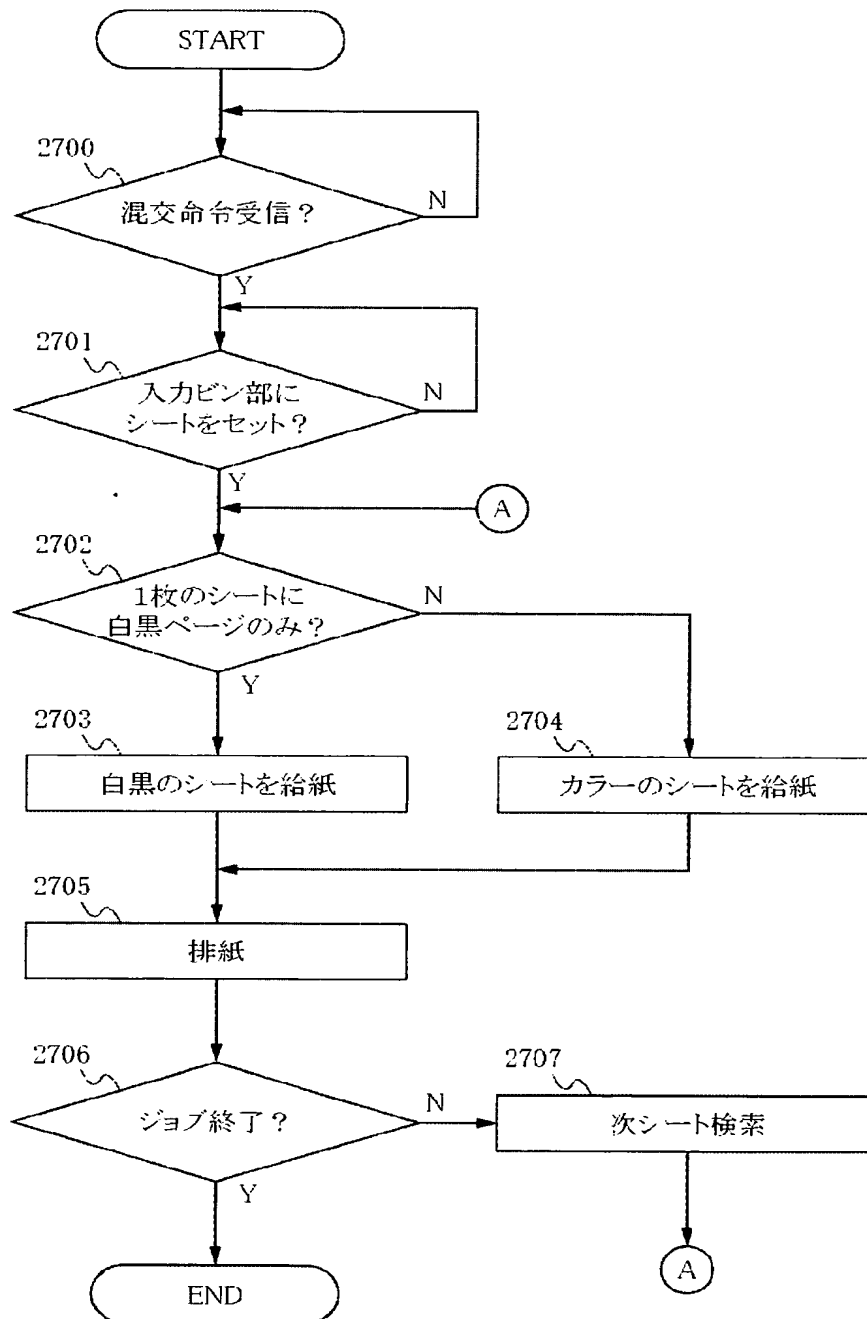 START
2700
混交命令受信?
N
Y
2701
入力ビン部に
シートをセット?
N
Y
A
2702
1枚のシートに
白黒ページのみ?
N
Y
2703
白黒のシートを給紙
2704
カラーのシートを給紙
2705
排紙
2706
ジョブ終了?
N
Y
2707
次シート検索
A
END